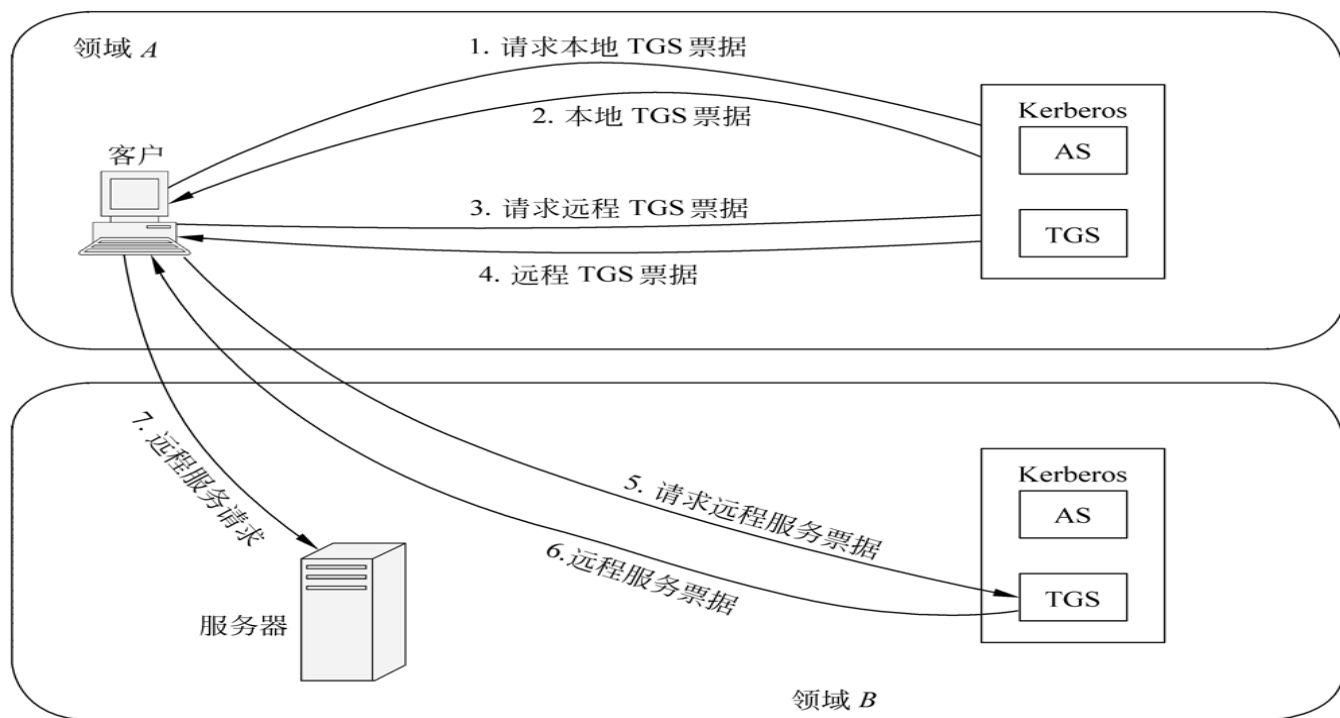 领域 A
1. 请求本地 TGS 票据
2. 本地 TGS 票据
Kerberos
AS
TGS
客户
3. 请求远程 TGS 票据
4. 远程 TGS 票据
7. 远程服务请求
5. 请求远程服务票据
6.远程服务票据
Kerberos
AS
TGS
服务器
领域 B